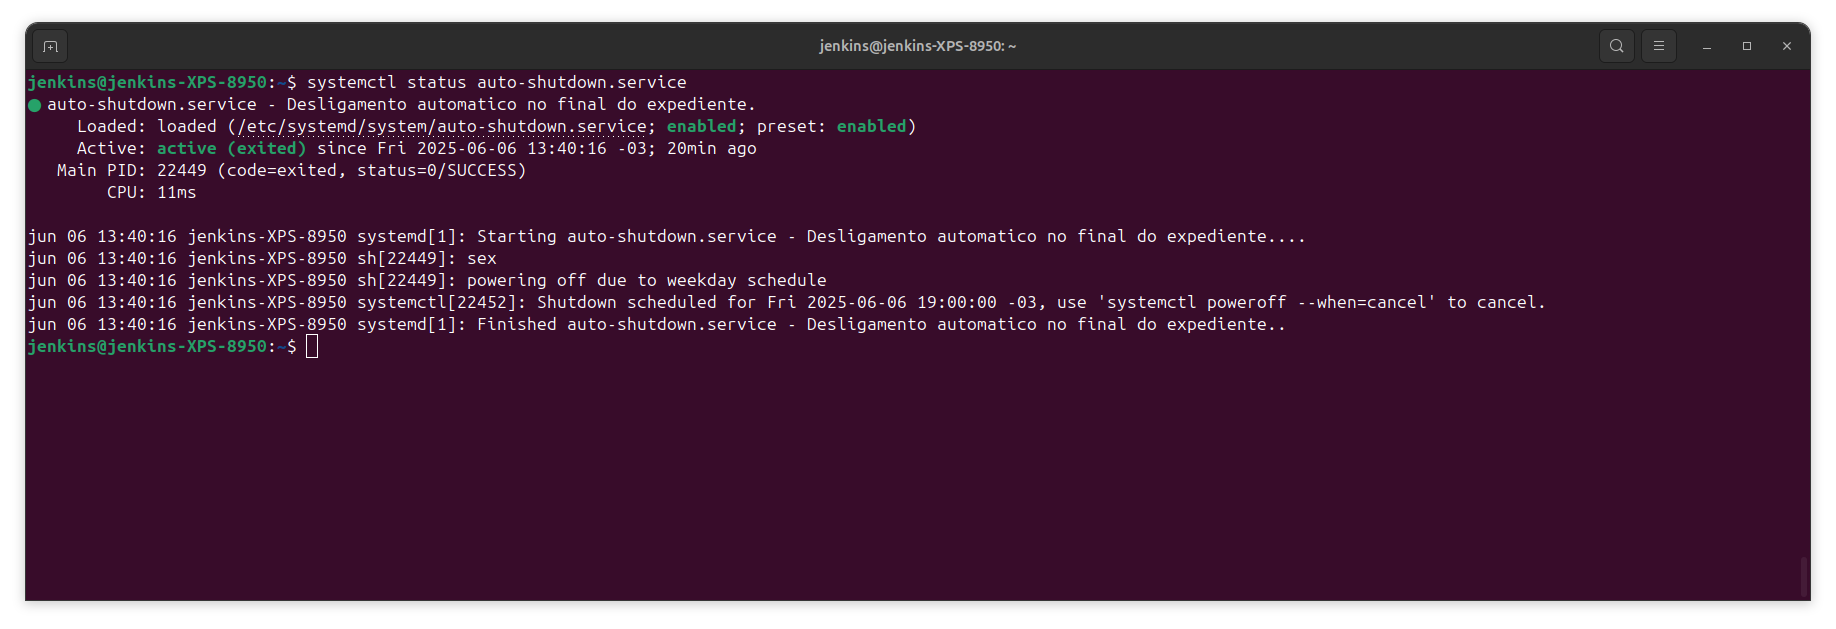 jenkins@jenkins-XPS-8950: ~
jenkins@jenkins-XPS-8950:~$ systemctl status auto-shutdown.service
● auto-shutdown.service - Desligamento automatico no final do expediente.
Loaded: loaded (/etc/systemd/system/auto-shutdown.service; enabled; preset: enabled)
Active: active (exited) since Fri 2025-06-06 13:40:16 -03; 20min ago
Main PID: 22449 (code=exited, status=0/SUCCESS)
CPU: 11ms
jun 06 13:40:16 jenkins-XPS-8950 systemd[1]: Starting auto-shutdown.service - Desligamento automatico no final do expediente....
jun 06 13:40:16 jenkins-XPS-8950 sh[22449]: sex
jun 06 13:40:16 jenkins-XPS-8950 sh[22449]: powering off due to weekday schedule
jun 06 13:40:16 jenkins-XPS-8950 systemctl[22452]: Shutdown scheduled for Fri 2025-06-06 19:00:00 -03, use 'systemctl poweroff --when=cancel' to cancel.
jun 06 13:40:16 jenkins-XPS-8950 systemd[1]: Finished auto-shutdown.service - Desligamento automatico no final do expediente..
jenkins@jenkins-XPS-8950:~$